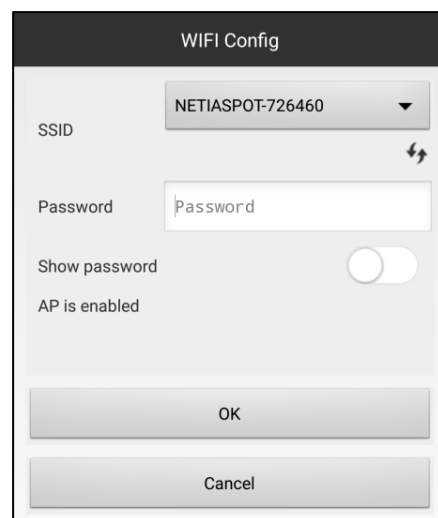 WIFI Config
SSID
NETIASPOT-726460
Password
Password
Show password
AP is enabled
OK
Cancel